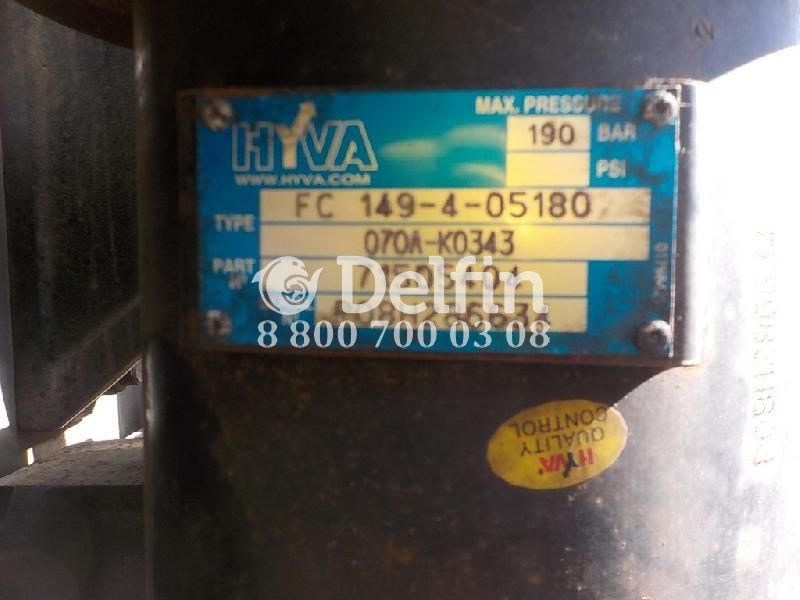 MAX. PRESSURE
HYVA
190 BAR
WWW.HYVA.COM
PSI
TYPE
FC 149-4-05180
070A-K0343
PART
Delfin
8 800 700 03 08
HYVA
QUALITY
CONTROL